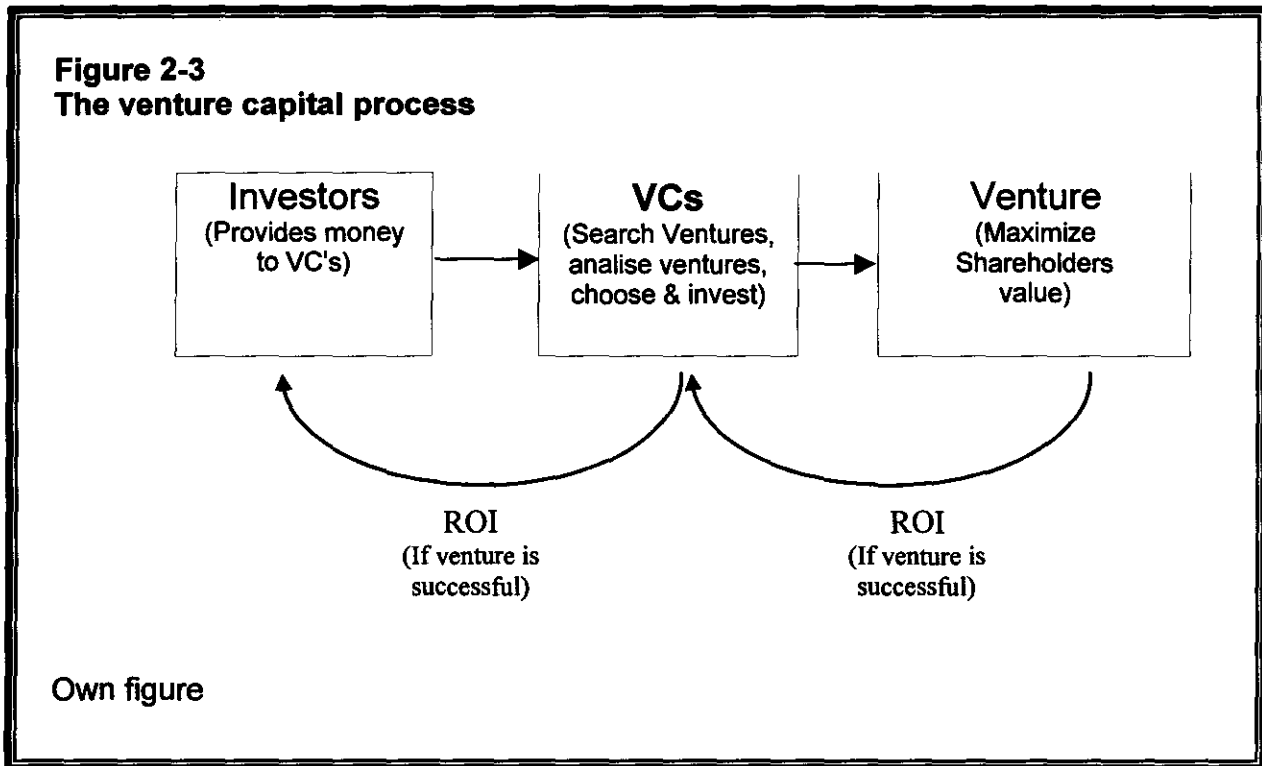 Figure 2-3
The venture capital process
Investors
(Provides money
to VC's)
VCs
(Search Ventures,
analise ventures,
choose & invest)
Venture
(Maximize
Shareholders
value)
ROI
(If venture is
successful)
ROI
(If venture is
successful)
Own figure